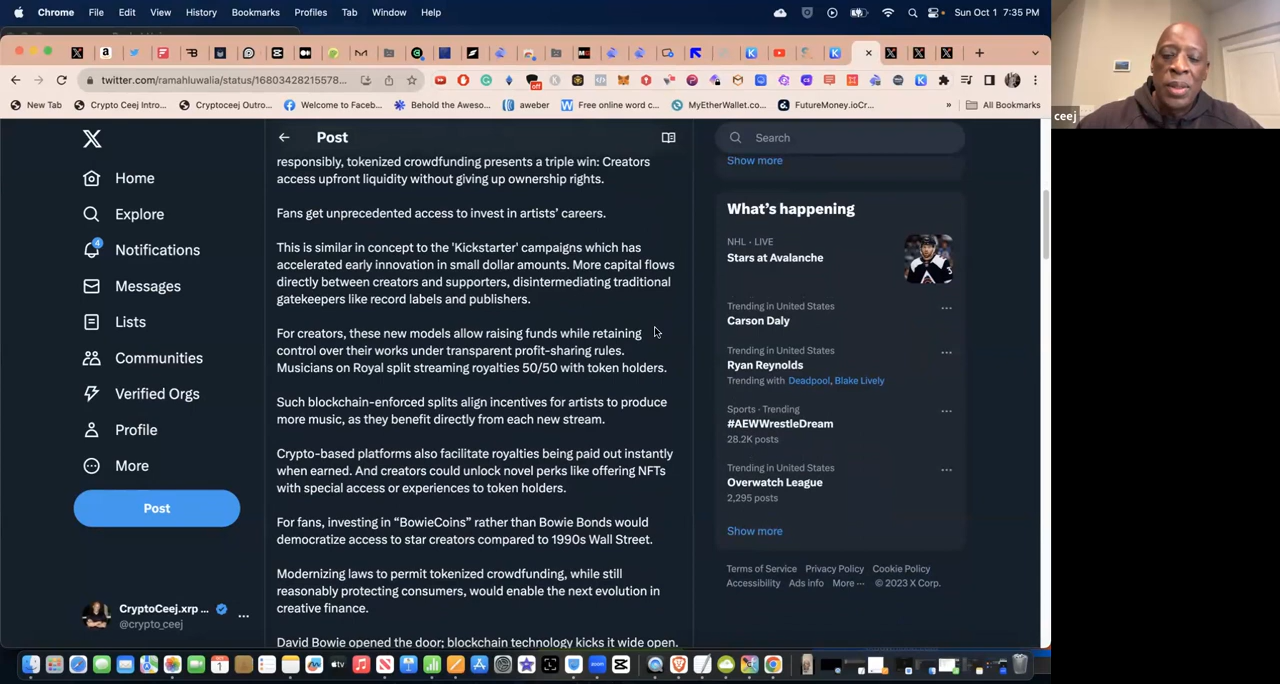 Chrome File Edit View History Bookmarks Profiles Tab Window Help Sun Oct 1 7:35 PM
twitter.com/ramahluwalia/status/16803428215578...
off
New Tab Crypto Ceej Intro... Cryptoceej Outro... Welcome to Faceb... Behold the Aweso... aweber Free online word c... MyEtherWallet.co... FutureMoney.ioCr... » All Bookmarks
ceej
X
Home
Explore
4
Notifications
Messages
Lists
Communities
Verified Orgs
Profile
More
Post
CryptoCeej.xrp ...
@crypto_ceej
Post
responsibly, tokenized crowdfunding presents a triple win: Creators
access upfront liquidity without giving up ownership rights.
Fans get unprecedented access to invest in artists’ careers.
This is similar in concept to the 'Kickstarter' campaigns which has
accelerated early innovation in small dollar amounts. More capital flows
directly between creators and supporters, disintermediating traditional
gatekeepers like record labels and publishers.
For creators, these new models allow raising funds while retaining
control over their works under transparent profit-sharing rules.
Musicians on Royal split streaming royalties 50/50 with token holders.
Such blockchain-enforced splits align incentives for artists to produce
more music, as they benefit directly from each new stream.
Crypto-based platforms also facilitate royalties being paid out instantly
when earned. And creators could unlock novel perks like offering NFTs
with special access or experiences to token holders.
For fans, investing in “BowieCoins” rather than Bowie Bonds would
democratize access to star creators compared to 1990s Wall Street.
Modernizing laws to permit tokenized crowdfunding, while still
reasonably protecting consumers, would enable the next evolution in
creative finance.
David Bowie opened the door; blockchain technology kicks it wide open.
Search
Show more
What’s happening
NHL · LIVE
Stars at Avalanche
Trending in United States
Carson Daly
Trending in United States
Ryan Reynolds
Trending with Deadpool, Blake Lively
Sports · Trending
#AEWWrestleDream
28.2K posts
Trending in United States
Overwatch League
2,295 posts
Show more
Terms of Service Privacy Policy Cookie Policy
Accessibility Ads info More ··· © 2023 X Corp.